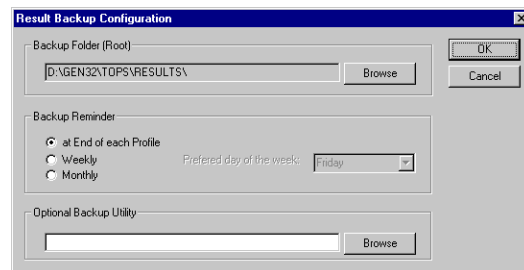 Result Backup Configuration
Backup Folder (Root)
D:\GEN32\TOPS\RESULTS\
Browse
OK
Cancel
Backup Reminder
at End of each Profile
Weekly
Prefered day of the week:
Friday
Monthly
Optional Backup Utility
Browse